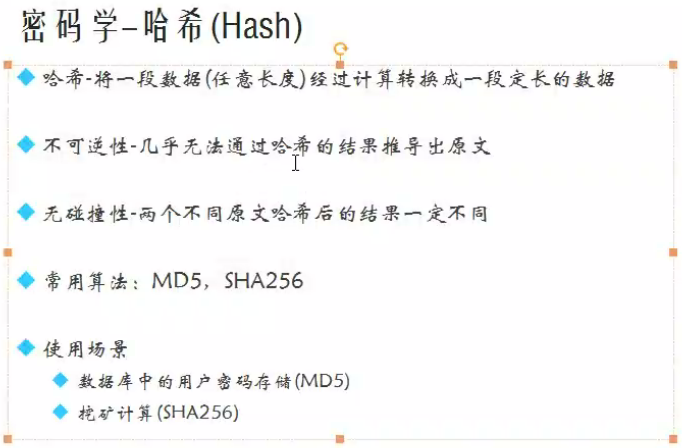 密码学-哈希(Hash)
哈希-将一段数据(任意长度)经过计算转换成一段定长的数据
不可逆性-几乎无法通过哈希的结果推导出原文
无碰撞性-两个不同原文哈希后的结果一定不同
常用算法：MD5，SHA256
使用场景
数据库中的用户密码存储(MD5)
挖矿计算(SHA256)